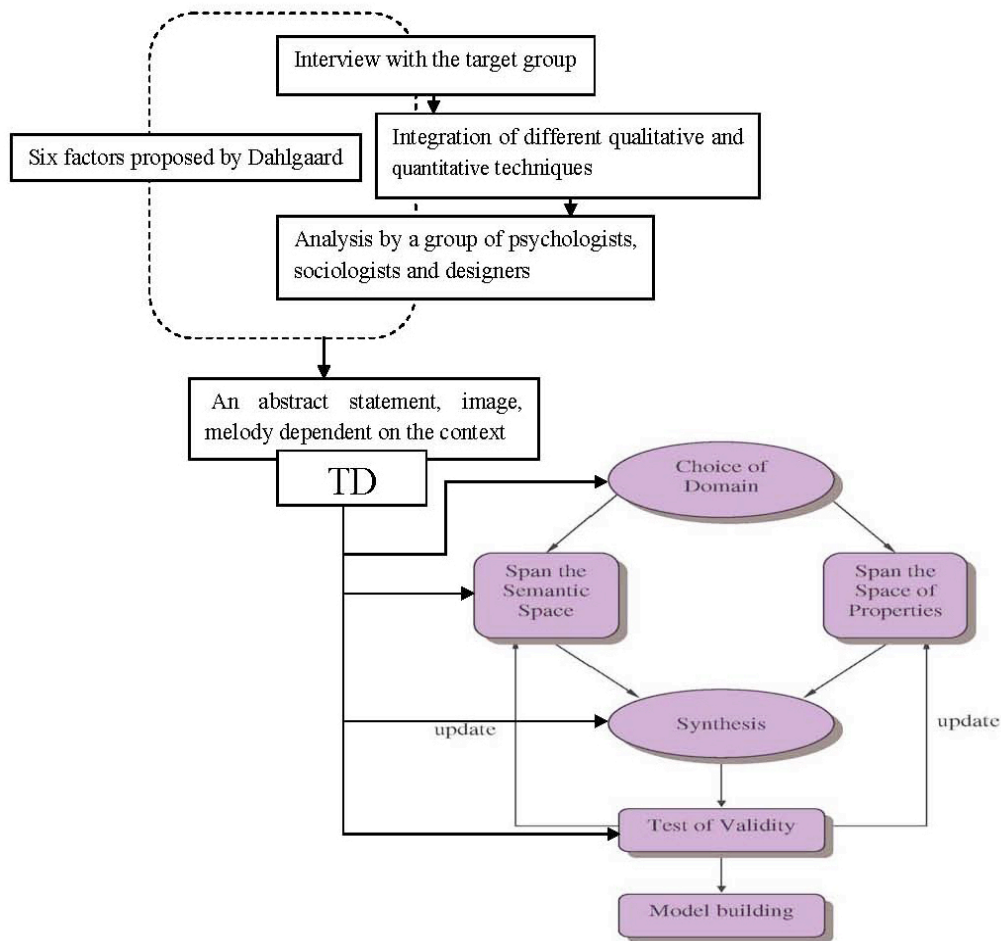 Interview with the target group
Integration of different qualitative and
quantitative techniques
Six factors proposed by Dahlgaard
Analysis by a group of psychologists,
sociologists and designers
An abstract statement, image,
melody dependent on the context
TD
Choice of
Domain
Span the
Semantic
Space
Span the
Space of
Properties
Synthesis
update
update
Test of Validity
Model building